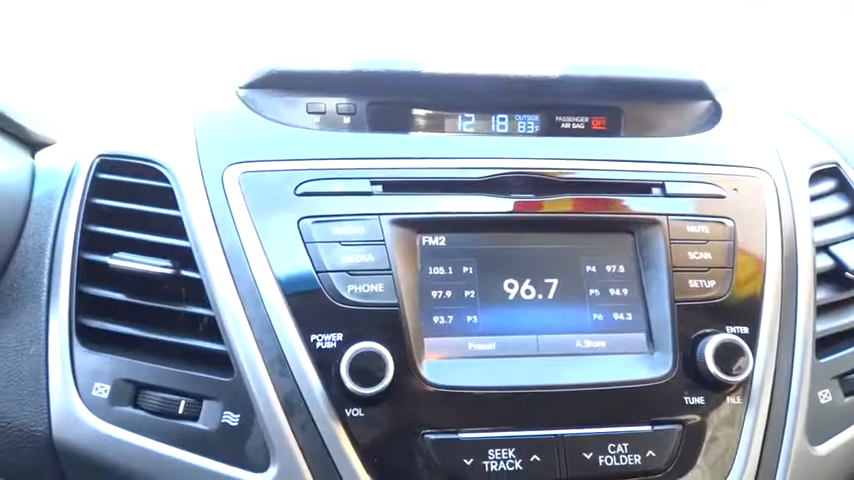 H
M
12 18
OUTSIDE
83°F
PASSENGER
AIR BAG
OFF
RADIO
MEDIA
PHONE
FM2
105.1 P1
97.9 P2
93.7 P3
96.7
P4 97.5
P5 94.9
P6 94.3
Preset
A.Store
MUTE
SCAN
SETUP
POWER
PUSH
VOL
ENTER
TUNE
FILE
SEEK
TRACK
CAT
FOLDER